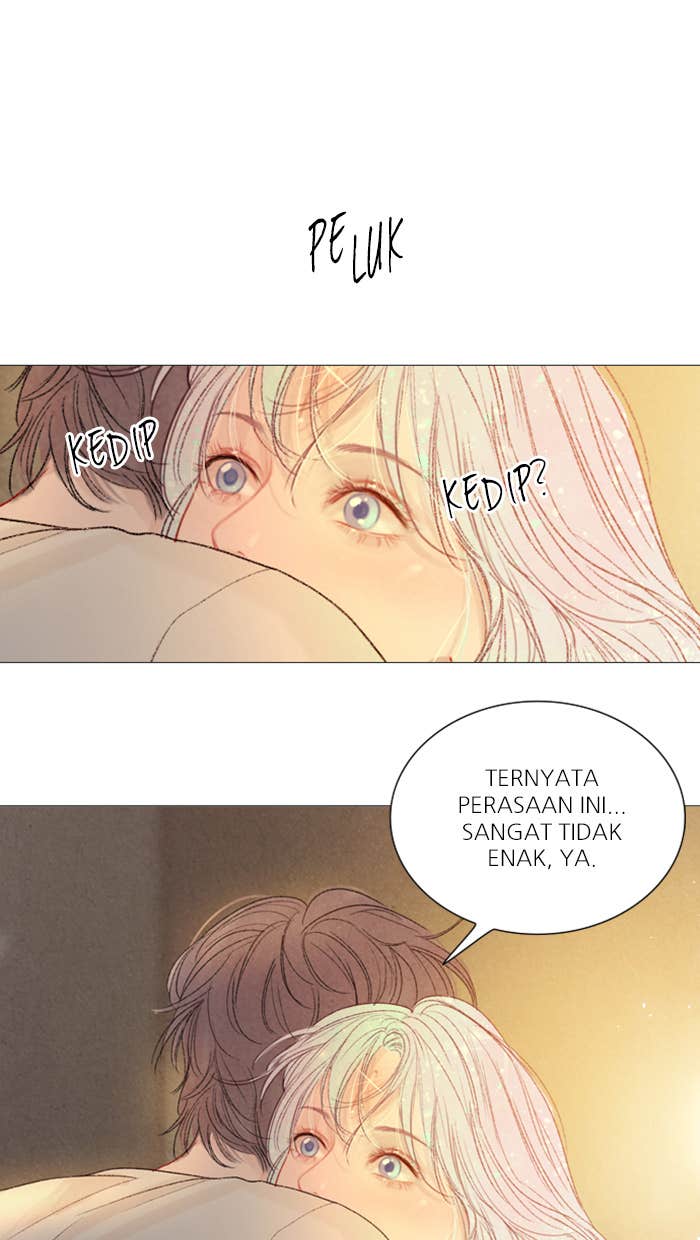 PELUK
KEDIP
KEDIP?
TERNYATA
PERASAAN INI...
SANGAT TIDAK
ENAK, YA.